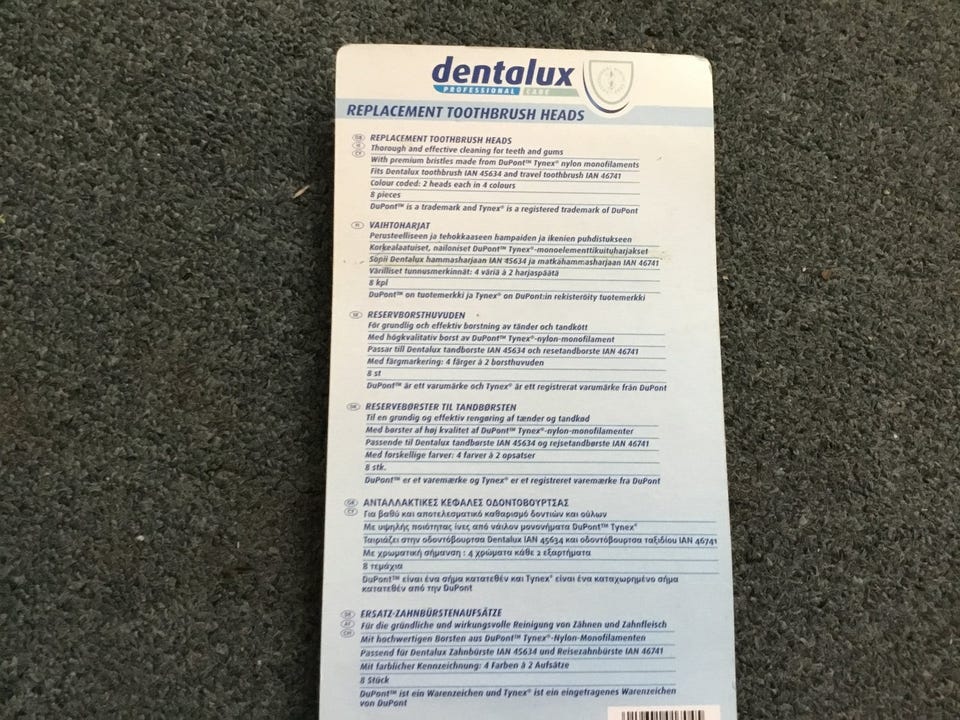 dentalux
PROFESSIONAL CARE
REPLACEMENT TOOTHBRUSH HEADS
GB REPLACEMENT TOOTHBRUSH HEADS
IE Thorough and effective cleaning for teeth and gums
CY With premium bristles made from DuPont™ Tynex® nylon monofilaments
Fits Dentalux toothbrush IAN 45634 and travel toothbrush IAN 46741
Colour coded: 2 heads each in 4 colours
8 pieces
DuPont™ is a trademark and Tynex® is a registered trademark of DuPont
FI VAIHTOHARJAT
Perusteelliseen ja tehokkaaseen hampaiden ja ikenien puhdistukseen
Korkealaatuiset, nailoniset DuPont™ Tynex®-monoelementtikuituharjakset
Sopii Dentalux hammasharjaan IAN 45634 ja matkahammasharjaan IAN 46741
Värilliset tunnusmerkinnät: 4 väriä à 2 harjaspäätä
8 kpl
DuPont™ on tuotemerkki ja Tynex® on DuPont:in rekisteröity tuotemerkki
SE RESERVBORSTHUVUDEN
För grundlig och effektiv borstning av tänder och tandkött
Med högkvalitativ borst av DuPont™ Tynex®-nylon-monofilament
Passar till Dentalux tandborste IAN 45634 och resetandborste IAN 46741
Med färgmarkering: 4 färger à 2 borsthuvuden
8 st
DuPont™ är ett varumärke och Tynex® är ett registrerat varumärke från DuPont
DK RESERVEBØRSTER TIL TANDBØRSTEN
Til en grundig og effektiv rengøring af tænder og tandkød
Med børster af høj kvalitet af DuPont™ Tynex®-nylon-monofilamenter
Passende til Dentalux tandbørste IAN 45634 og rejsetandbørste IAN 46741
Med forskellige farver: 4 farver à 2 opsatser
8 stk.
DuPont™ er et varemærke og Tynex® er et registreret varemærke fra DuPont
GR ΑΝΤΑΛΛΑΚΤΙΚΕΣ ΚΕΦΑΛΕΣ ΟΔΟΝΤΟΒΟΥΡΤΣΑΣ
CY Για βαθύ και αποτελεσματικό καθαρισμό δοντιών και ούλων
Με υψηλής ποιότητας ίνες από νάιλον μονονήματα DuPont™ Tynex®
Ταιριάζει στην οδοντόβουρτσα Dentalux IAN 45634 και οδοντόβουρτσα ταξιδίου IAN 46741
Με χρωματική σήμανση : 4 χρώματα κάθε 2 εξαρτήματα
8 τεμάχια
DuPont™ είναι ένα σήμα κατατεθέν και Tynex® είναι ένα καταχωρημένο σήμα
κατατεθέν από την DuPont
DE ERSATZ-ZAHNBÜRSTENAUFSÄTZE
AT Für die gründliche und wirkungsvolle Reinigung von Zähnen und Zahnfleisch
CH Mit hochwertigen Borsten aus DuPont™ Tynex®-Nylon-Monofilamenten
Passend für Dentalux Zahnbürste IAN 45634 und Reisezahnbürste IAN 46741
Mit farblicher Kennzeichnung: 4 Farben à 2 Aufsätze
8 Stück
DuPont™ ist ein Warenzeichen und Tynex® ist ein eingetragenes Warenzeichen
von DuPont